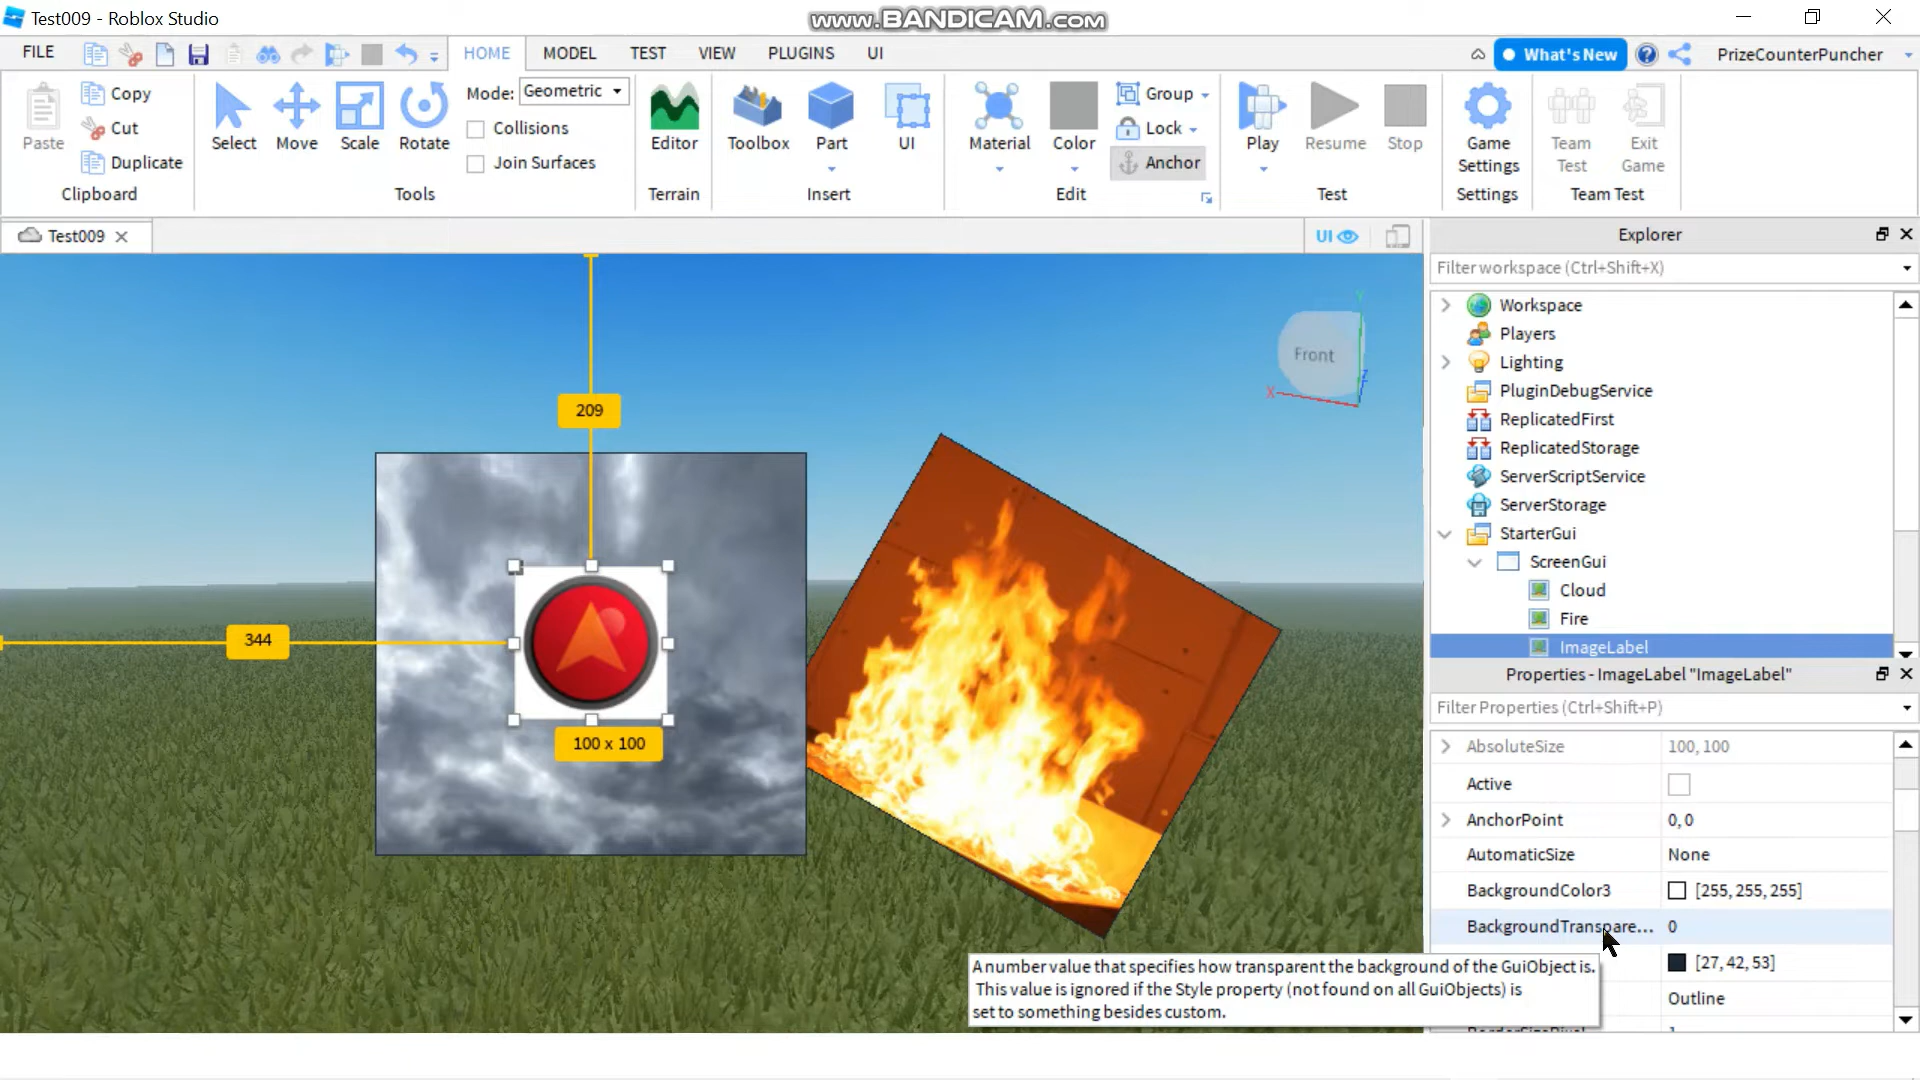 Test009 - Roblox Studio
www.BANDICAM.com
FILE
HOME
MODEL
TEST
VIEW
PLUGINS
UI
What's New
PrizeCounterPuncher
Paste
Copy
Cut
Duplicate
Clipboard
Select
Move
Scale
Rotate
Mode: Geometric
Collisions
Join Surfaces
Tools
Editor
Terrain
Toolbox
Part
UI
Insert
Material
Color
Group
Lock
Anchor
Edit
Play
Resume
Stop
Test
Game
Settings
Settings
Team
Test
Exit
Game
Team Test
Test009
UI
Explorer
Filter workspace (Ctrl+Shift+X)
Workspace
Players
Lighting
PluginDebugService
ReplicatedFirst
ReplicatedStorage
ServerScriptService
ServerStorage
StarterGui
ScreenGui
Cloud
Fire
ImageLabel
Y
Front
X
Z
209
344
100 x 100
Properties - ImageLabel "ImageLabel"
Filter Properties (Ctrl+Shift+P)
AbsoluteSize 100, 100
Active
AnchorPoint 0, 0
AutomaticSize None
BackgroundColor3 [255, 255, 255]
BackgroundTranspare... 0
[27, 42, 53]
Outline
BorderSizePixel 1
A number value that specifies how transparent the background of the GuiObject is.
This value is ignored if the Style property (not found on all GuiObjects) is
set to something besides custom.